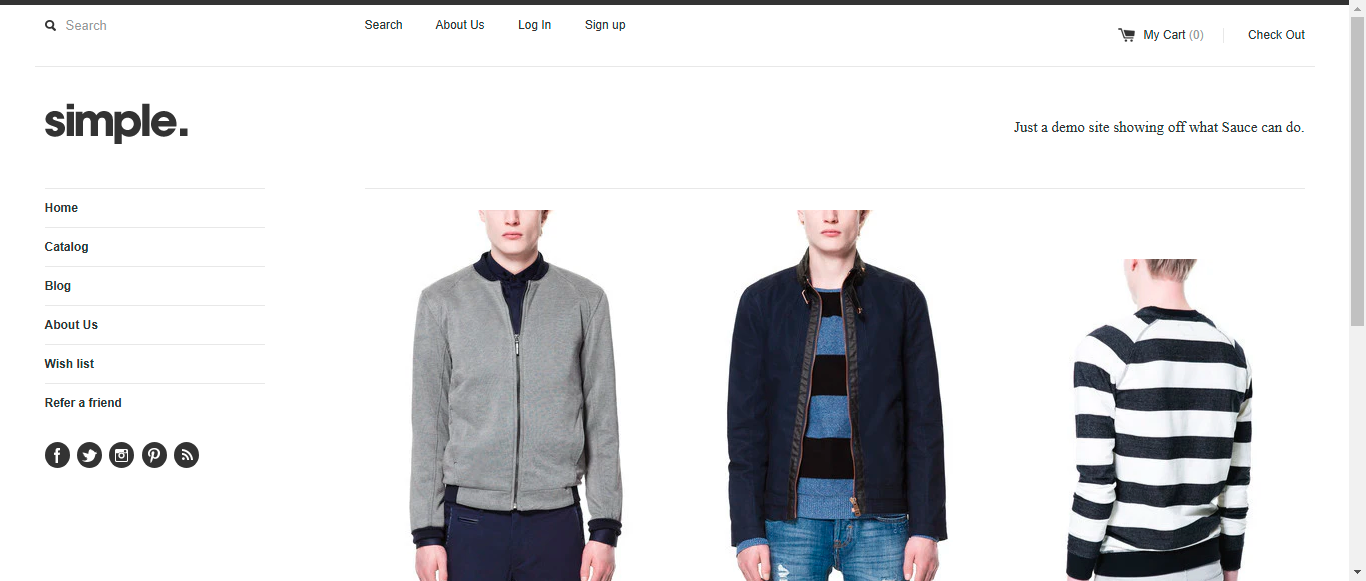 Search
Search About Us Log In Sign up
My Cart (0) Check Out
simple.
Just a demo site showing off what Sauce can do.
Home
Catalog
Blog
About Us
Wish list
Refer a friend